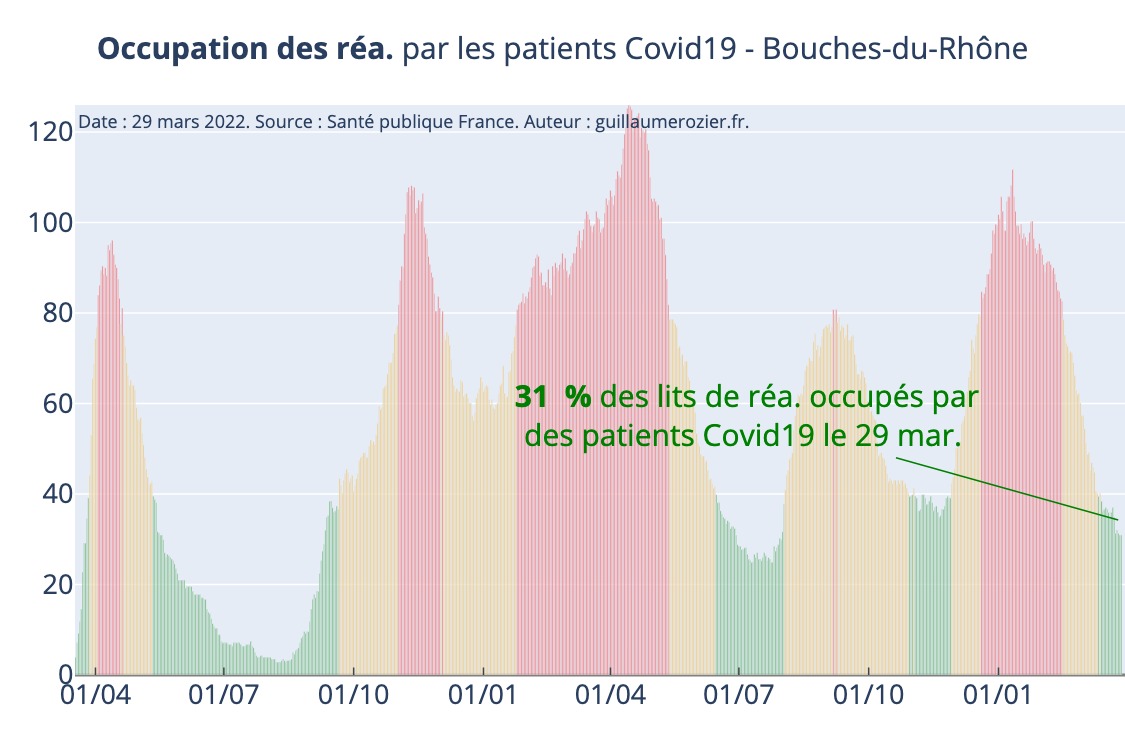 Occupation des réa. par les patients Covid19 - Bouches-du-Rhône
120
Date : 29 mars 2022. Source : Santé publique France. Auteur : guillaumerozier.fr.
100
80
60
31 % des lits de réa. occupés par
des patients Covid19 le 29 mar.
40
20
0
01/04 01/07 01/10 01/01 01/04 01/07 01/10 01/01